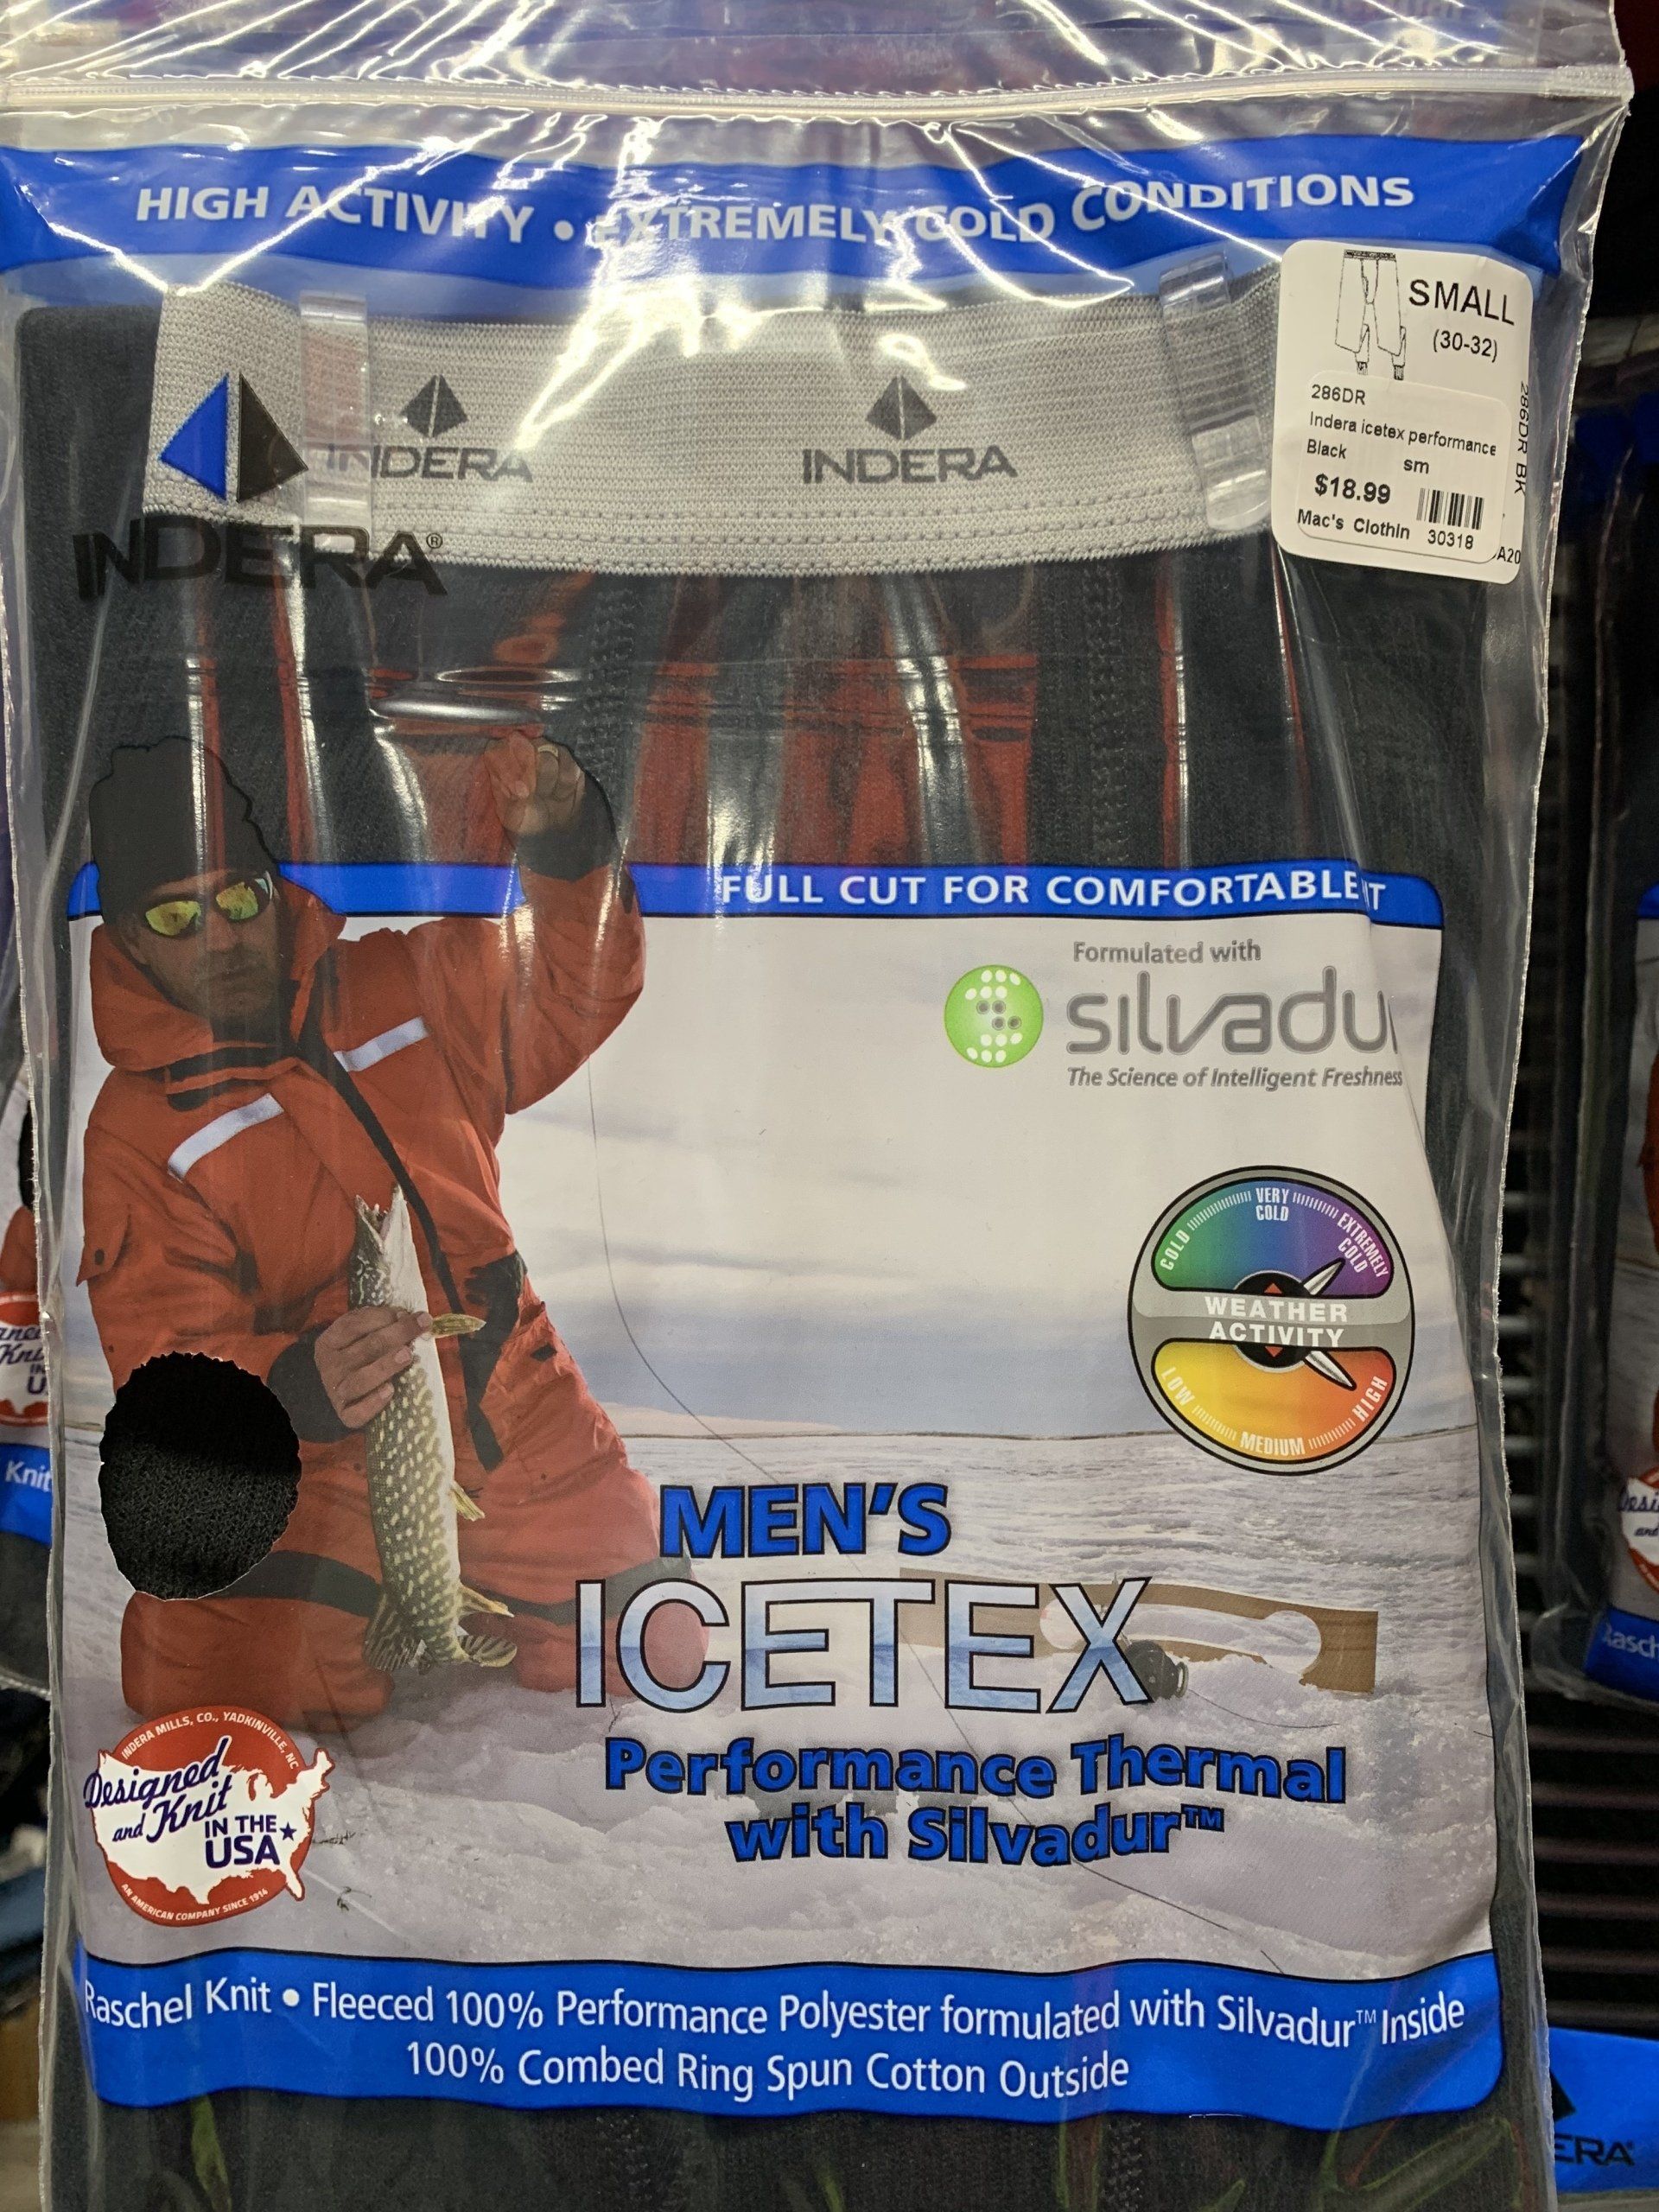 HIGH ACTIVITY • EXTREMELY COLD CONDITIONS
SMALL
(30-32)
286DR
Indera icetex performance
Black sm
$18.99
Mac's Clothin 30318
286DR BK
A20
INDERA
INDERA
INDERA®
FULL CUT FOR COMFORTABLE
Formulated with
silvadu
The Science of Intelligent Freshness
COLD VERY COLD EXTREMELY COLD
WEATHER
ACTIVITY
LOW MEDIUM HIGH
MEN'S
ICETEX
Performance Thermal
with Silvadur™
INDERA MILLS, CO., YADKINVILLE, NC
Designed
and Knit
IN THE
USA
AN AMERICAN COMPANY SINCE 1914
Raschel Knit • Fleeced 100% Performance Polyester formulated with Silvadur™ Inside
100% Combed Ring Spun Cotton Outside
Knit
ERA